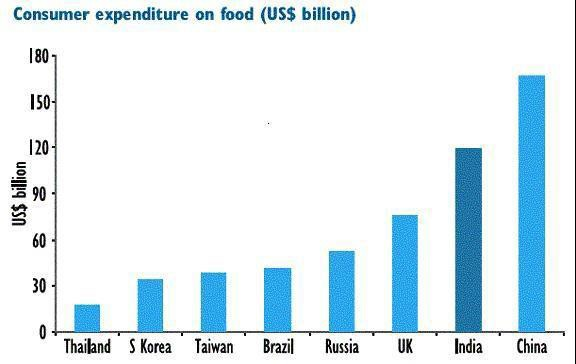 Consumer expenditure on food (US$ billion)
US$ billion
180
150
120
90
60
30
0
Thailand S Korea Taiwan Brazil Russia UK India China